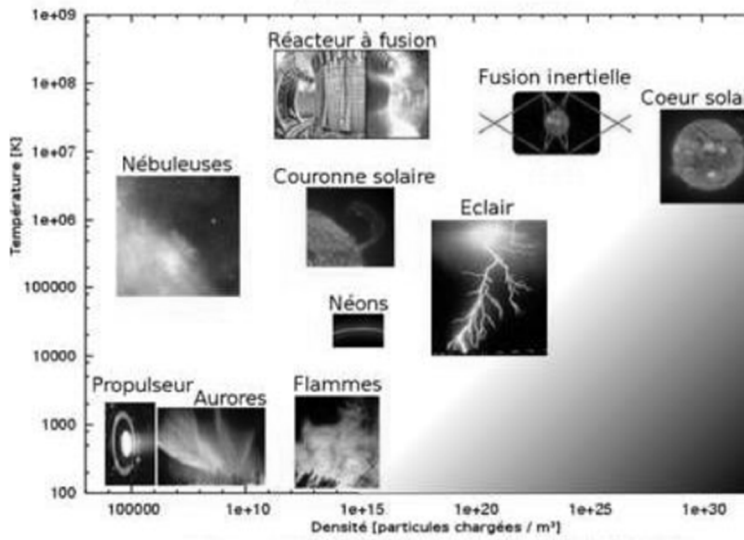 1e+09
1e+08
1e+07
1e+06
100000
10000
1000
100
Température [K]
Réacteur à fusion
Fusion inertielle
Coeur solai
Nébuleuses
Couronne solaire
Eclair
Néons
Propulseur
Aurores
Flammes
100000 1e+10 1e+15 1e+20 1e+25 1e+30
Densité [particules chargées / m³]